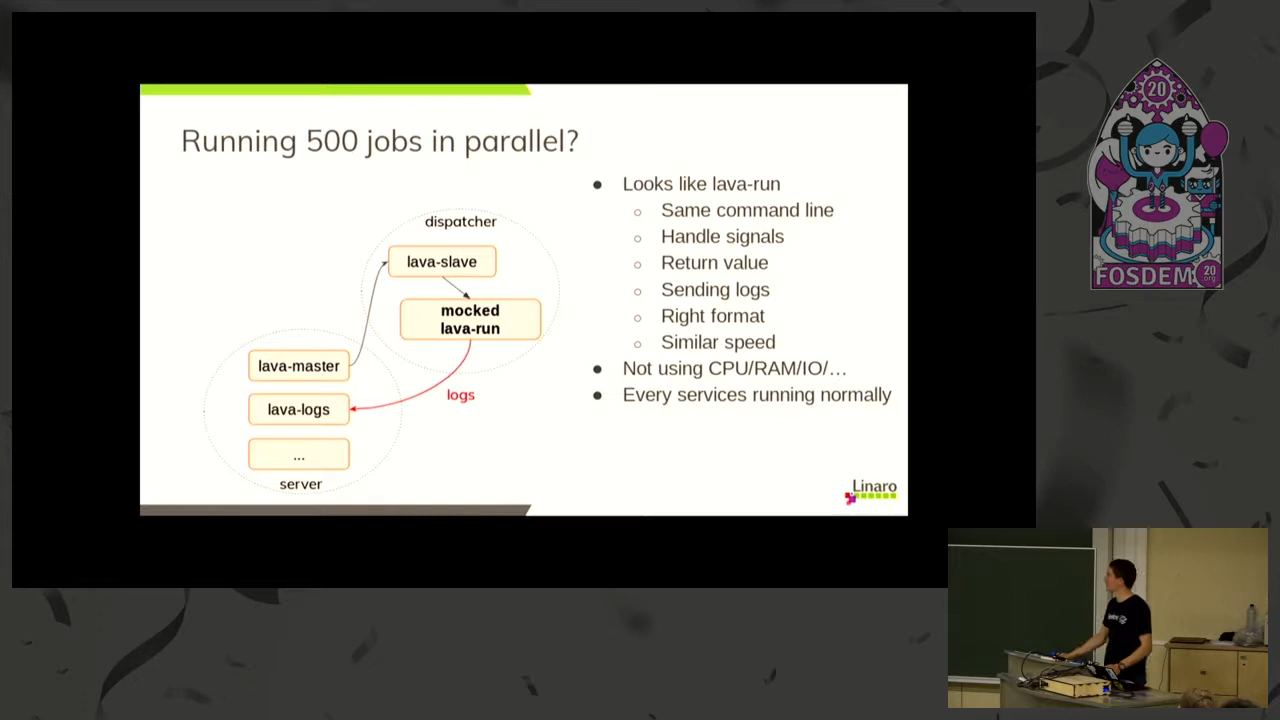 Running 500 jobs in parallel?
dispatcher
lava-slave
mocked
lava-run
lava-master
lava-logs
...
server
logs
● Looks like lava-run
○ Same command line
○ Handle signals
○ Return value
○ Sending logs
○ Right format
○ Similar speed
● Not using CPU/RAM/IO/…
● Every services running normally
Linaro
20
FOSDEM
20
.org